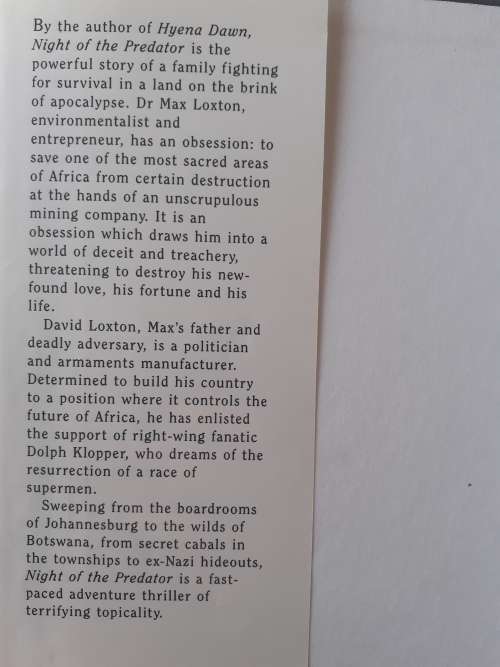 By the author of Hyena Dawn,
Night of the Predator is the
powerful story of a family fighting
for survival in a land on the brink
of apocalypse. Dr Max Loxton,
environmentalist and
entrepreneur, has an obsession: to
save one of the most sacred areas
of Africa from certain destruction
at the hands of an unscrupulous
mining company. It is an
obsession which draws him into a
world of deceit and treachery,
threatening to destroy his new-
found love, his fortune and his
life.
David Loxton, Max's father and
deadly adversary, is a politician
and armaments manufacturer.
Determined to build his country
to a position where it controls the
future of Africa, he has enlisted
the support of right-wing fanatic
Dolph Klopper, who dreams of the
resurrection of a race of
supermen.
Sweeping from the boardrooms
of Johannesburg to the wilds of
Botswana, from secret cabals in
the townships to ex-Nazi hideouts,
Night of the Predator is a fast-
paced adventure thriller of
terrifying topicality.